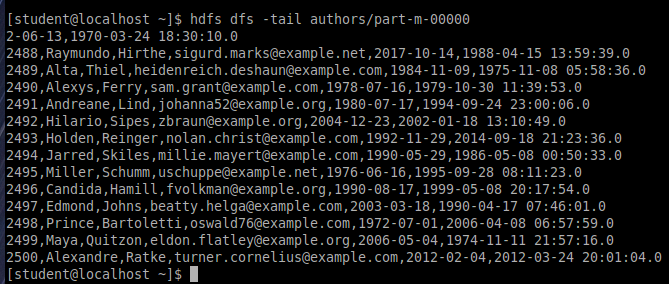 [student@localhost ~]$ hdfs dfs -tail authors/part-m-00000
2-06-13,1970-03-24 18:30:10.0
2488,Raymundo,Hirthe,sigurd.marks@example.net,2017-10-14,1988-04-15 13:59:39.0
2489,Alta,Thiel,heidenreich.deshaun@example.com,1984-11-09,1975-11-08 05:58:36.0
2490,Alexys,Ferry,sam.grant@example.com,1978-07-16,1979-10-30 11:39:53.0
2491,Andreane,Lind,johanna52@example.org,1980-07-17,1994-09-24 23:00:06.0
2492,Hilario,Sipes,zbraun@example.org,2004-12-23,2002-01-18 13:10:49.0
2493,Holden,Reinger,nolan.christ@example.com,1992-11-29,2014-09-18 21:23:36.0
2494,Jarred,Skiles,millie.mayert@example.com,1990-05-29,1986-05-08 00:50:33.0
2495,Miller,Schumm,uschuppe@example.net,1976-06-16,1995-09-28 08:11:23.0
2496,Candida,Hamill,fvolkman@example.org,1990-08-17,1999-05-08 20:17:54.0
2497,Edmond,Johns,beatty.helga@example.com,2003-03-18,1990-04-17 07:46:01.0
2498,Prince,Bartoletti,oswald76@example.com,1972-07-01,2006-04-08 06:57:59.0
2499,Maya,Quitzon,eldon.flatley@example.org,2006-05-04,1974-11-11 21:57:16.0
2500,Alexandre,Ratke,turner.cornelius@example.com,2012-02-04,2012-03-24 20:01:04.0
[student@localhost ~]$